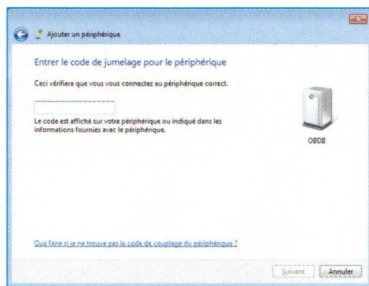 Ajouter un périphérique
Entrer le code de jumelage pour le périphérique
Ceci vérifiera que vous vous connectez au périphérique correct.
Le code est affiché sur votre périphérique ou indiqué dans les
informations fournies avec le périphérique.
OBDII
Que faire si je ne trouve pas le code de couplage du périphérique ?
Suivant
Annuler